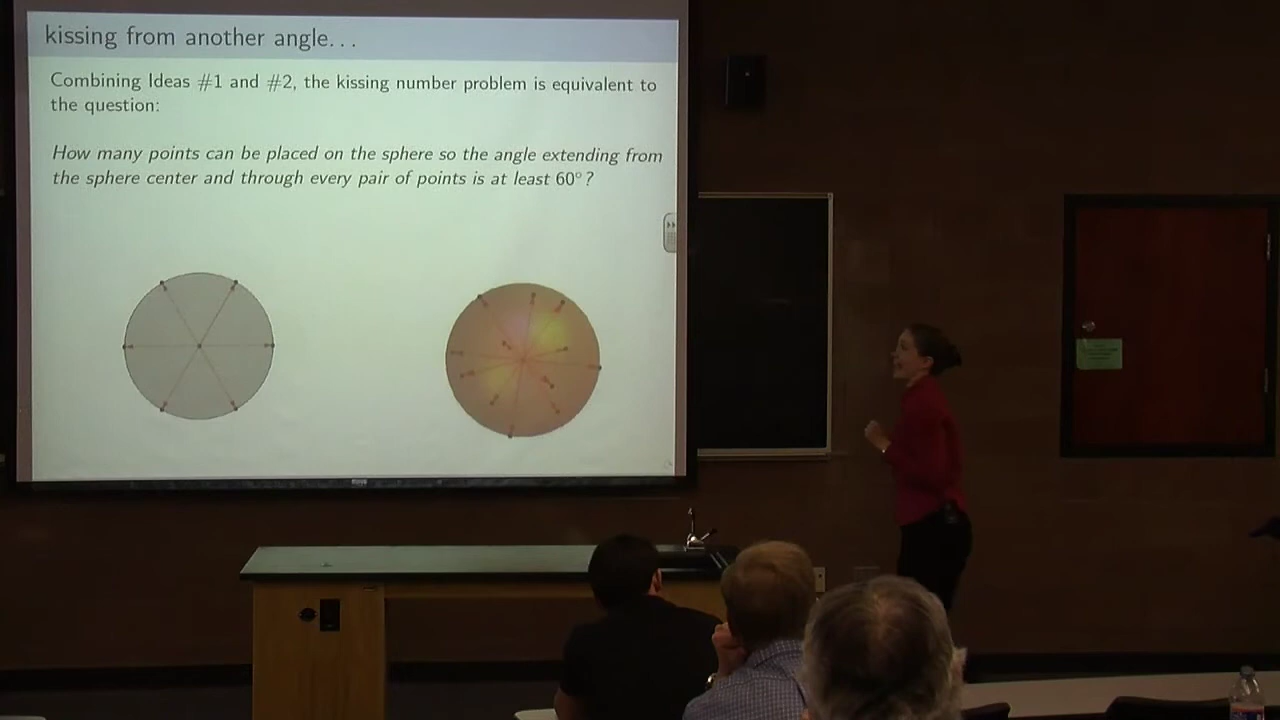 kissing from another angle...
Combining Ideas #1 and #2, the kissing number problem is equivalent to
the question:
How many points can be placed on the sphere so the angle extending from
the sphere center and through every pair of points is at least 60°?